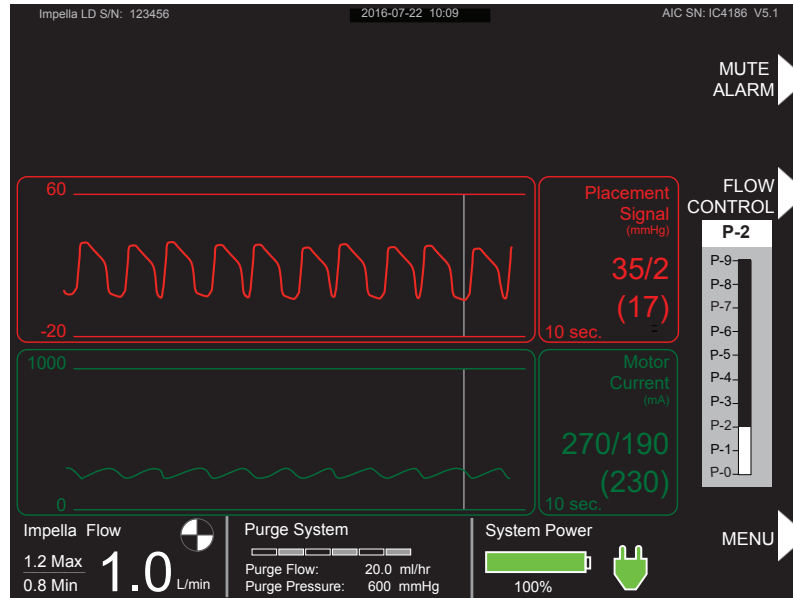 Impella LD S/N: 123456
2016-07-22 10:09
AIC SN: IC4186 V5.1
MUTE
ALARM
60
-20
Placement
Signal
(mmHg)
35/2
(17)
10 sec.
FLOW
CONTROL
P-2
P-9
P-8
P-7
P-6
P-5
P-4
P-3
P-2
P-1
P-0
1000
0
Motor
Current
(mA)
270/190
(230)
10 sec.
Impella Flow
1.2 Max
0.8 Min
1.0 L/min
Purge System
Purge Flow: 20.0 ml/hr
Purge Pressure: 600 mmHg
System Power
100%
MENU